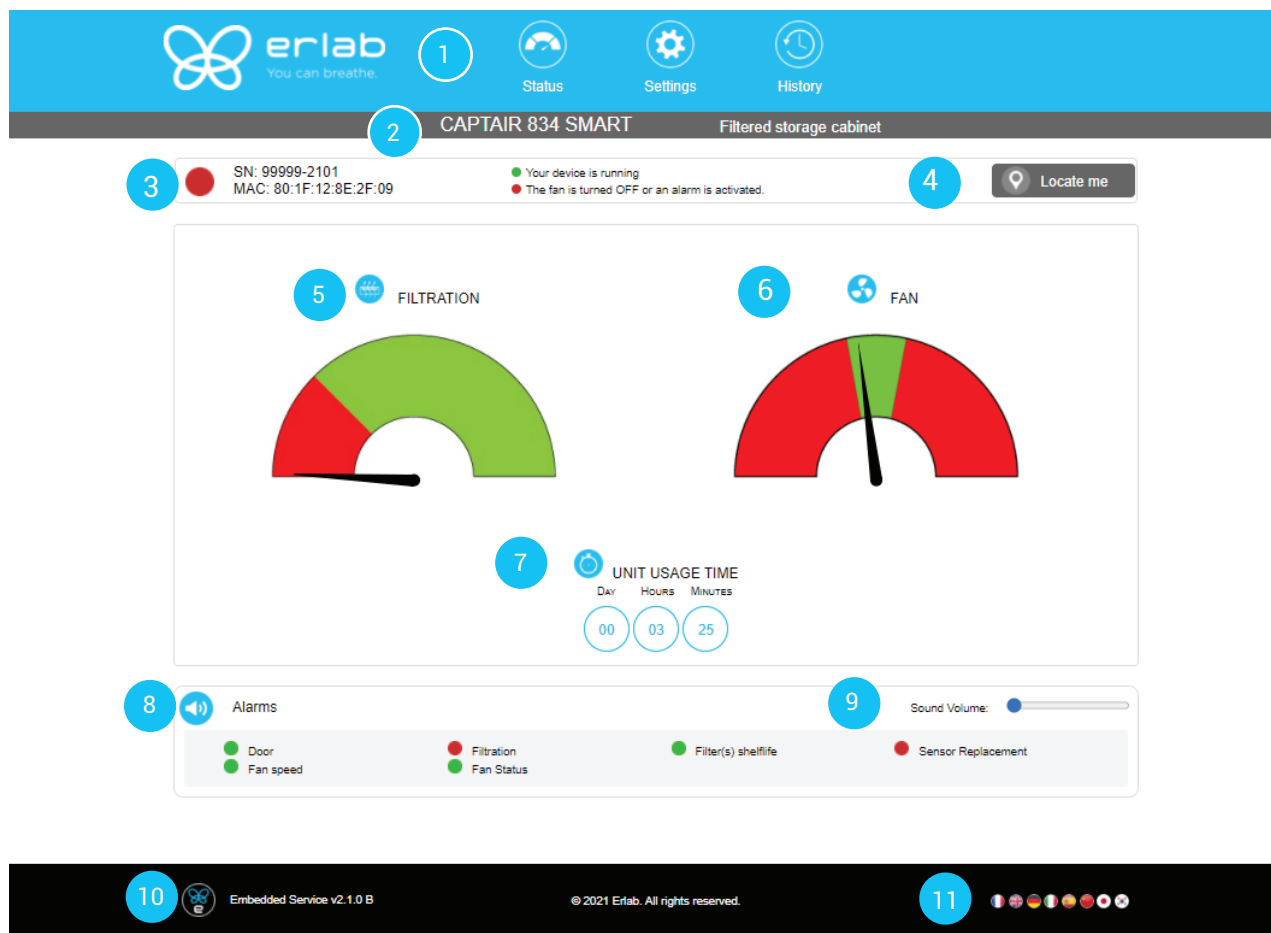 erlab
You can breathe.
1
Status
Settings
History
2
CAPTAIR 834 SMART
Filtered storage cabinet
3
SN: 99999-2101
MAC: 80:1F:12:8E:2F:09
Your device is running
The fan is turned OFF or an alarm is activated.
4
Locate me
5
FILTRATION
6
FAN
7
UNIT USAGE TIME
DAY HOURS MINUTES
00 03 25
8
Alarms
9
Sound Volume:
Door
Filtration
Filter(s) shelflife
Sensor Replacement
Fan speed
Fan Status
10
e
Embedded Service v2.1.0 B
© 2021 Erlab. All rights reserved.
11